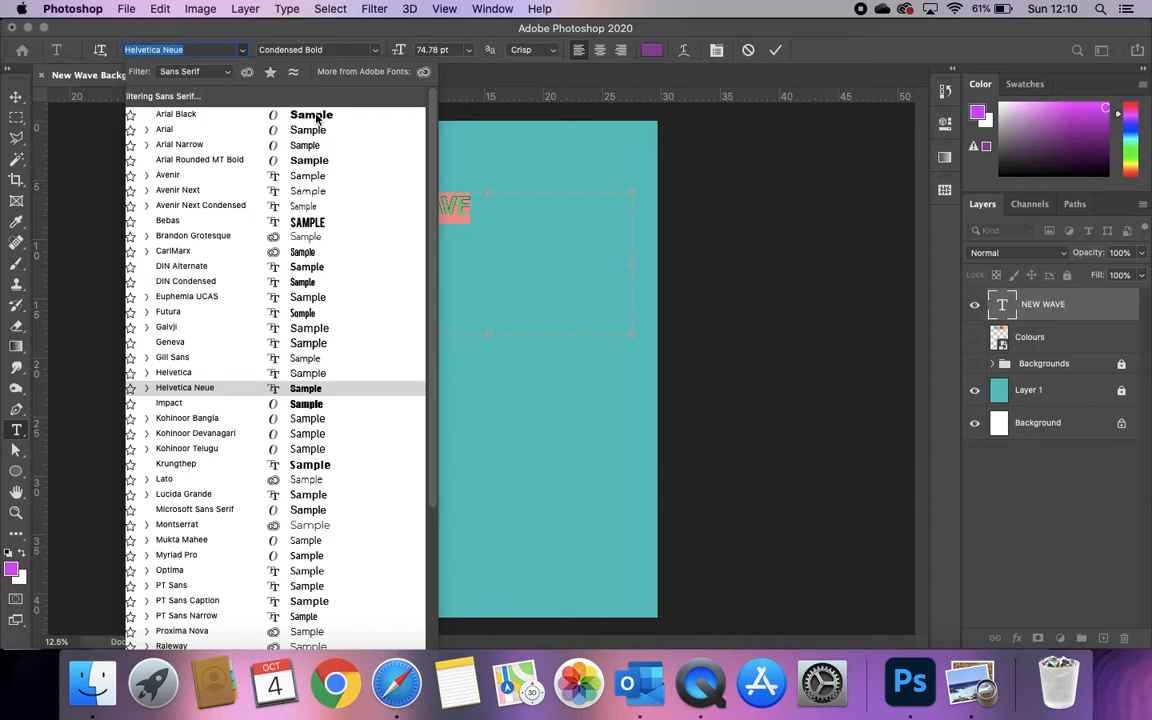 Photoshop File Edit Image Layer Type Select Filter 3D View Window Help 61% Sun 12:10
Adobe Photoshop 2020
Helvetica Neue Condensed Bold 74.78 pt Crisp
New Wave Backg Filter: Sans Serif More from Adobe Fonts:
20 15 20 25 30 35 40 45 50
iltering Sans Serif...
Arial Black Sample
Arial Sample
Arial Narrow Sample
Arial Rounded MT Bold Sample
Avenir Sample
Avenir Next Sample
Avenir Next Condensed Sample
Bebas SAMPLE
Brandon Grotesque Sample
CarlMarx Sample
DIN Alternate Sample
DIN Condensed Sample
Euphemia UCAS Sample
Futura Sample
Galvji Sample
Geneva Sample
Gill Sans Sample
Helvetica Sample
Helvetica Neue Sample
Impact Sample
Kohinoor Bangla Sample
Kohinoor Devanagari Sample
Kohinoor Telugu Sample
Krungthep Sample
Lato Sample
Lucida Grande Sample
Microsoft Sans Serif Sample
Montserrat Sample
Mukta Mahee Sample
Myriad Pro Sample
Optima Sample
PT Sans Sample
PT Sans Caption Sample
PT Sans Narrow Sample
Proxima Nova Sample
Raleway Sample
AVE
Color Swatches
Layers Channels Paths
Kind
Normal Opacity: 100%
Lock: Fill: 100%
NEW WAVE
Colours
Backgrounds
Layer 1
Background
12.5% Doc
OCT
4
3D
Ps